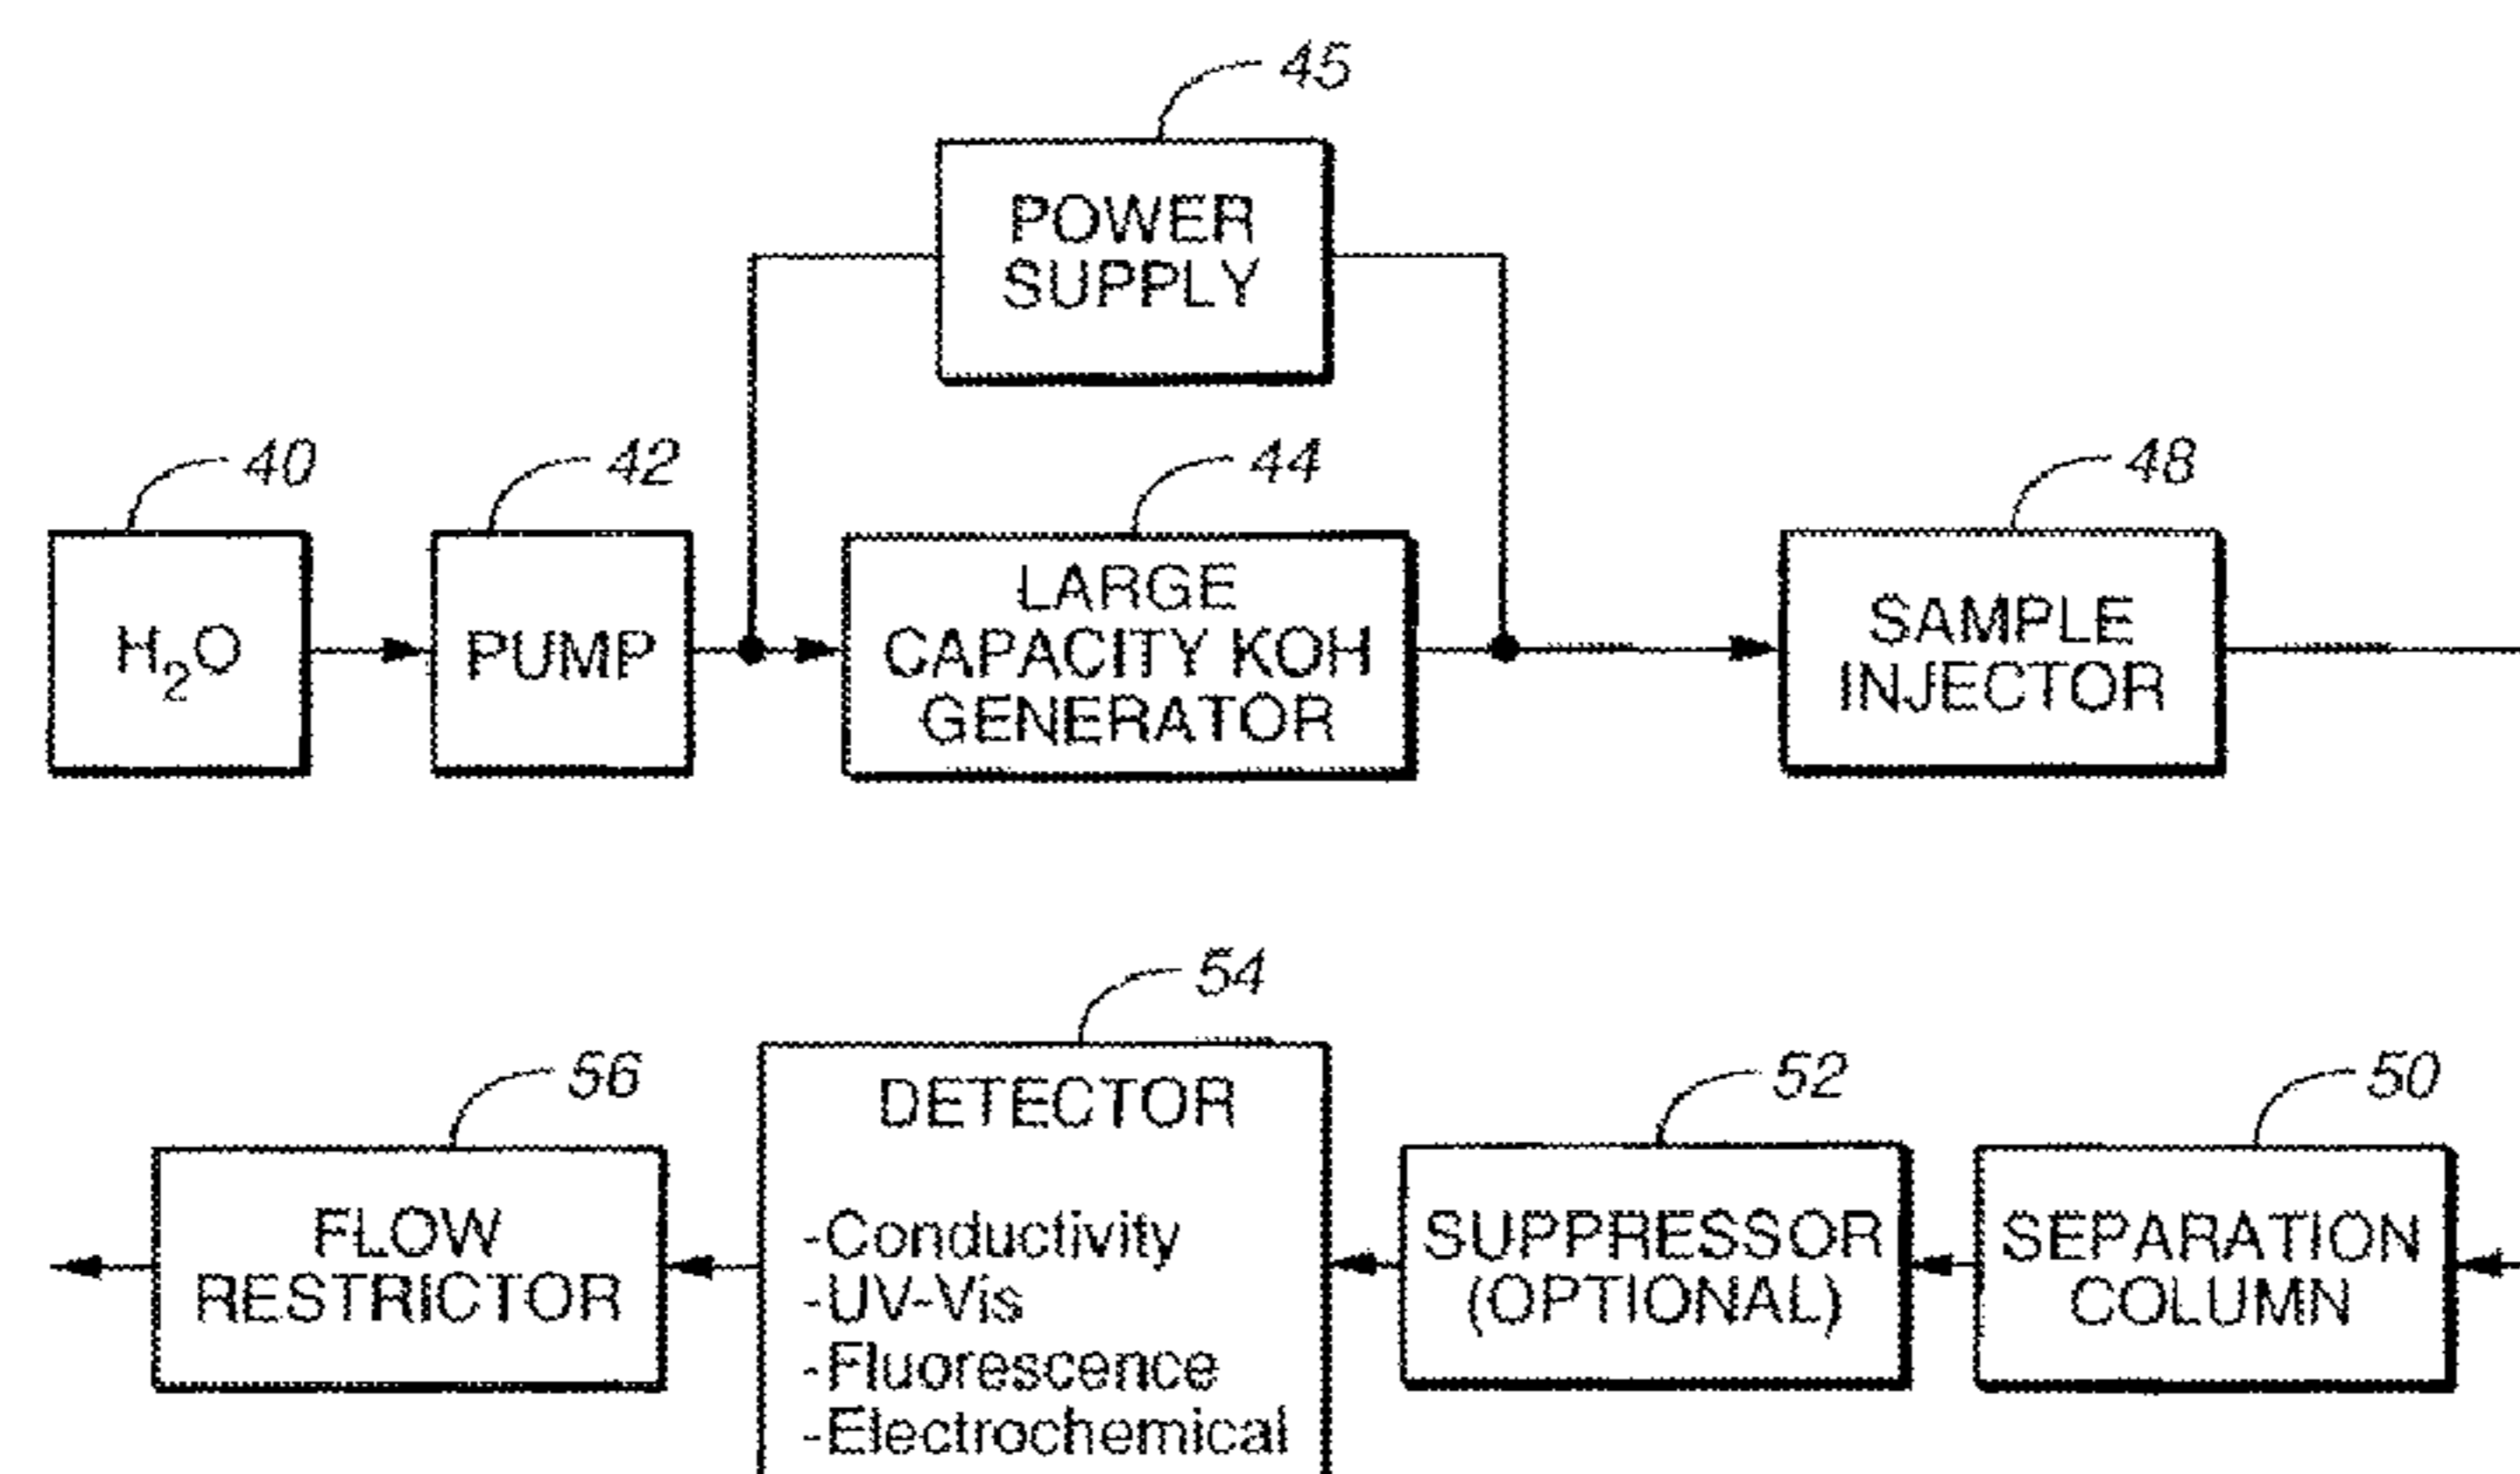 45
POWER
SUPPLY
40
42
44
48
H₂O
PUMP
LARGE
CAPACITY KOH
GENERATOR
SAMPLE
INJECTOR
54
56
52
50
FLOW
RESTRICTOR
DETECTOR
-Conductivity
-UV-Vis
-Fluorescence
-Electrochemical
SUPPRESSOR
(OPTIONAL)
SEPARATION
COLUMN